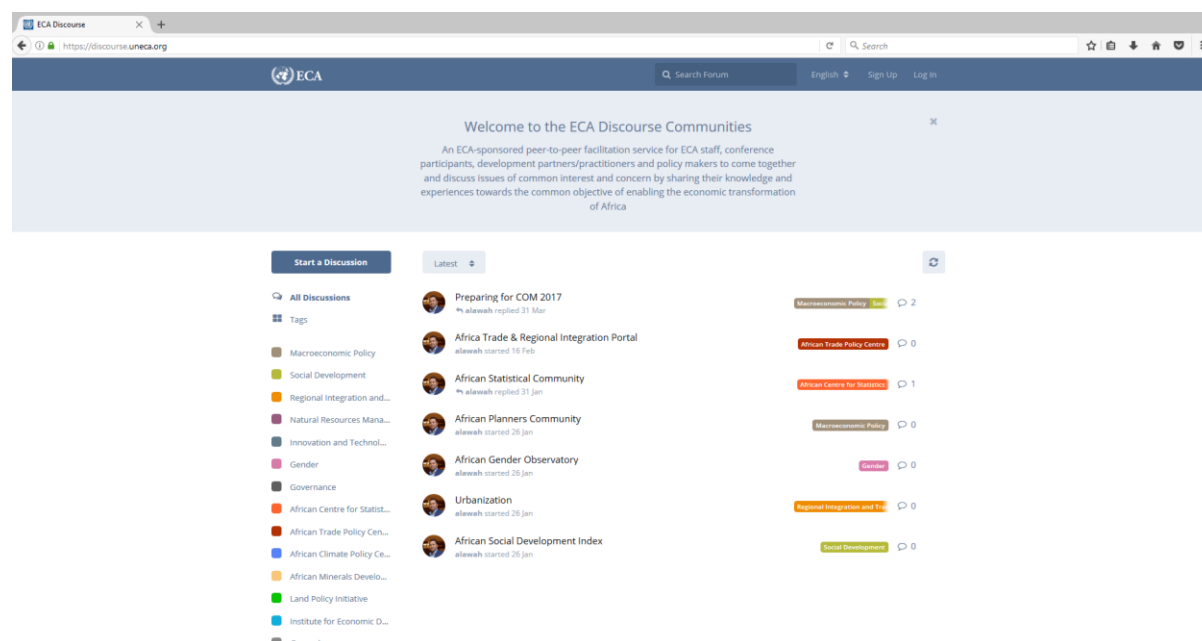 ECA Discourse
https://discourse.uneca.org
Search
ECA
Search Forum
English
Sign Up
Log In
Welcome to the ECA Discourse Communities
An ECA-sponsored peer-to-peer facilitation service for ECA staff, conference
participants, development partners/practitioners and policy makers to come together
and discuss issues of common interest and concern by sharing their knowledge and
experiences towards the common objective of enabling the economic transformation
of Africa
Start a Discussion
Latest
All Discussions
Tags
Macroeconomic Policy
Social Development
Regional Integration and...
Natural Resources Mana...
Innovation and Technol...
Gender
Governance
African Centre for Statist...
African Trade Policy Cen...
African Climate Policy Ce...
African Minerals Develo...
Land Policy Initiative
Institute for Economic D...
Preparing for COM 2017
alawah replied 31 Mar
Macroeconomic Policy Soci
2
Africa Trade & Regional Integration Portal
alawah started 16 Feb
African Trade Policy Centre
0
African Statistical Community
alawah replied 31 Jan
African Centre for Statistics
1
African Planners Community
alawah started 26 Jan
Macroeconomic Policy
0
African Gender Observatory
alawah started 26 Jan
Gender
0
Urbanization
alawah started 26 Jan
Regional Integration and Tra
0
African Social Development Index
alawah started 26 Jan
Social Development
0